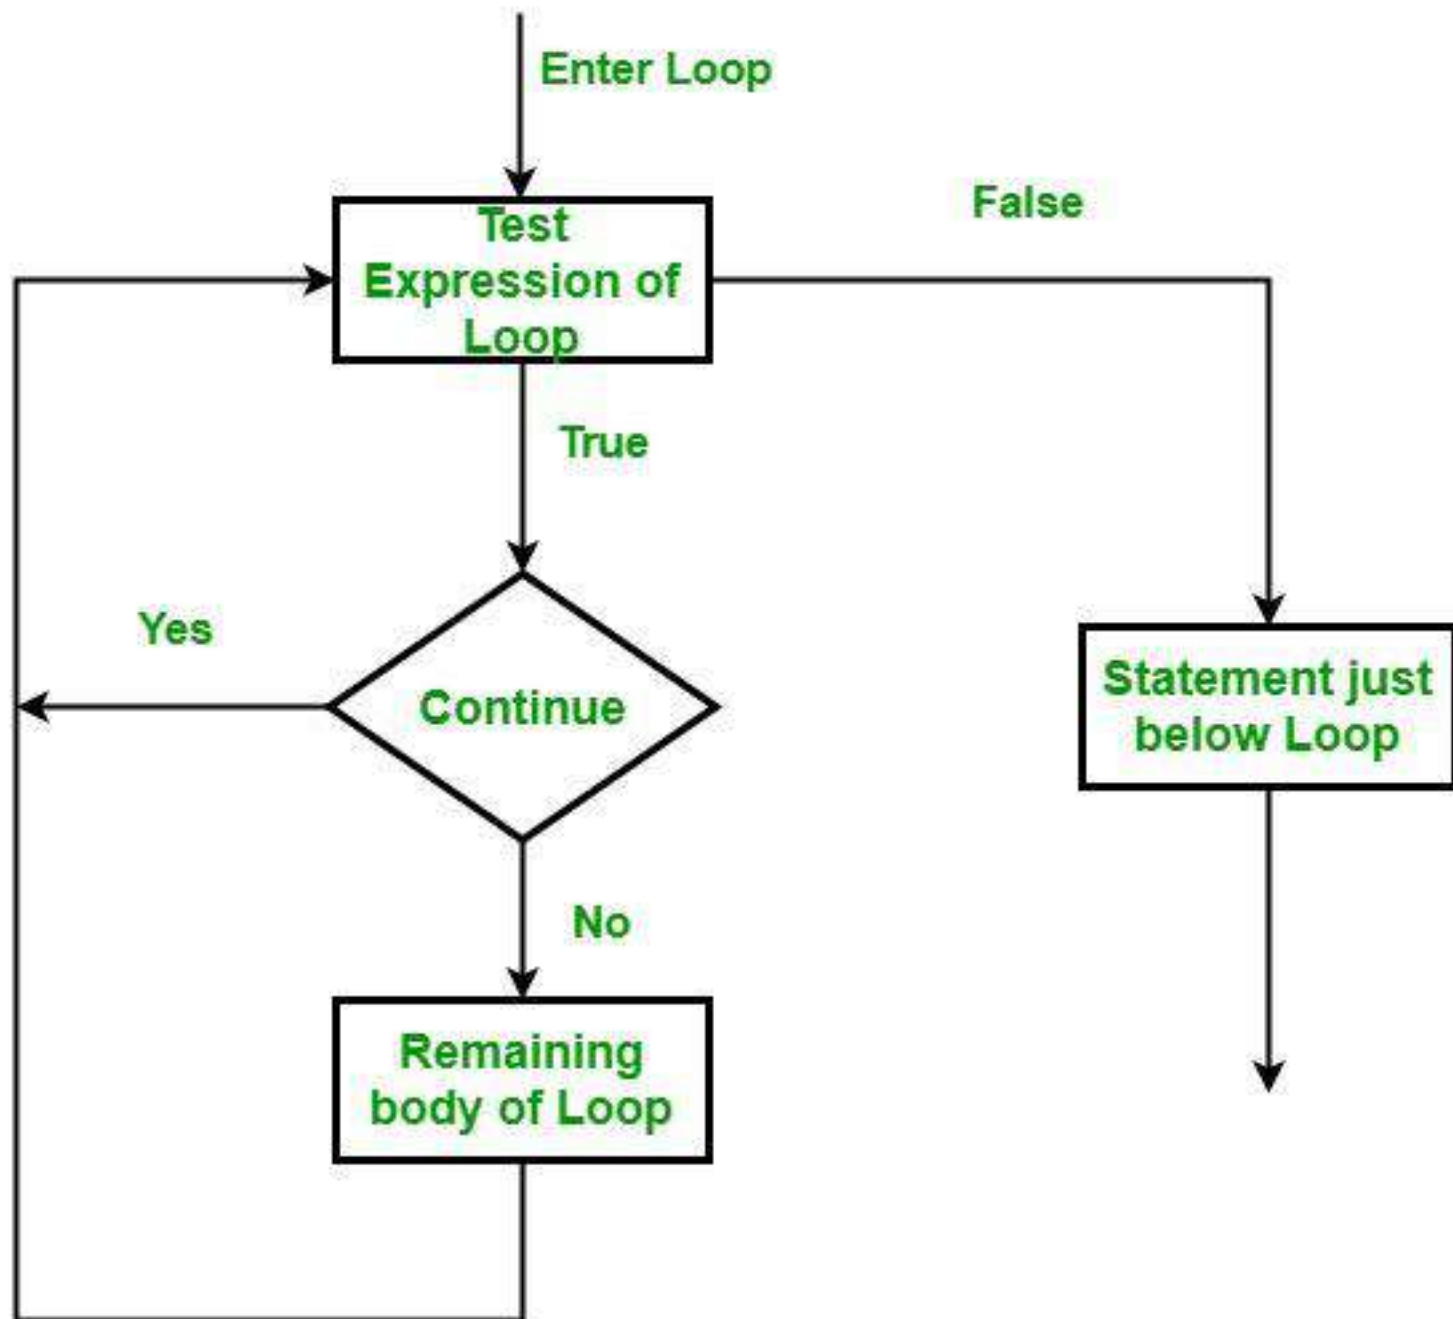 Enter Loop
False
Test
Expression of
Loop
True
Yes
Continue
Statement just
below Loop
No
Remaining
body of Loop